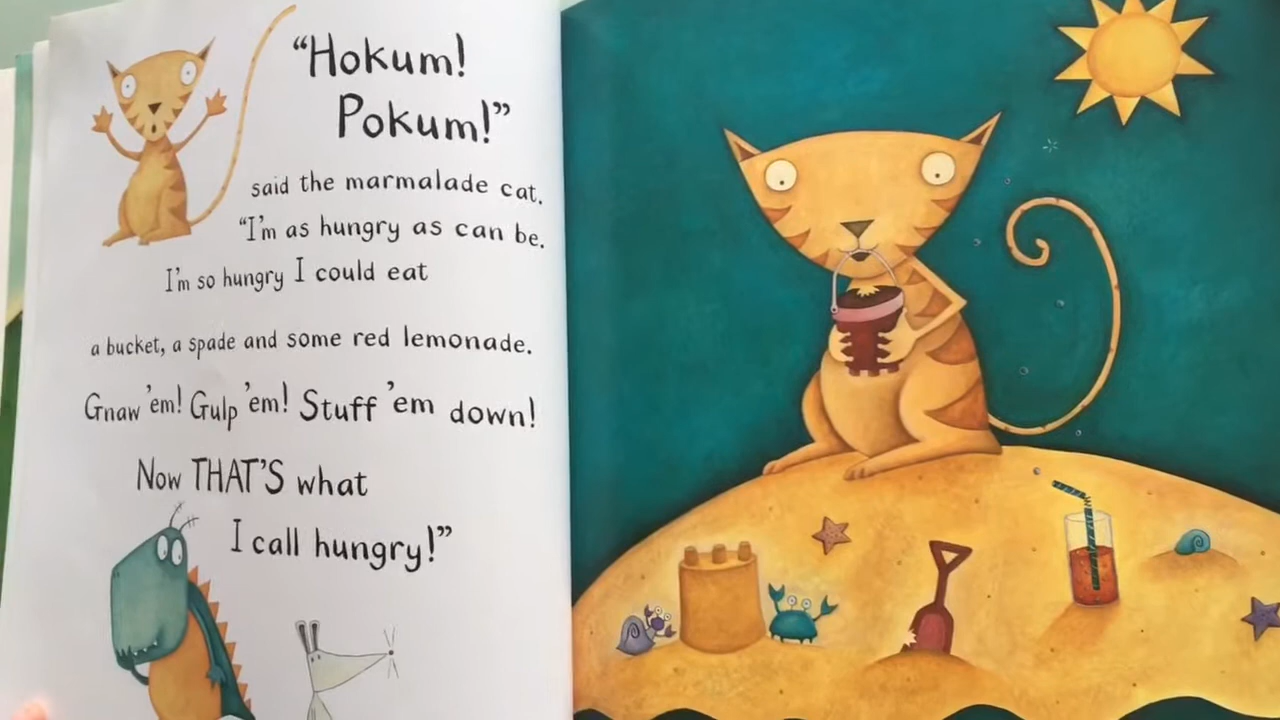 “Hokum!
Pokum!”
said the marmalade cat.
“I'm as hungry as can be.
I'm so hungry I could eat
a bucket, a spade and some red lemonade.
Gnaw 'em! Gulp 'em! Stuff 'em down!
Now THAT'S what
I call hungry!”